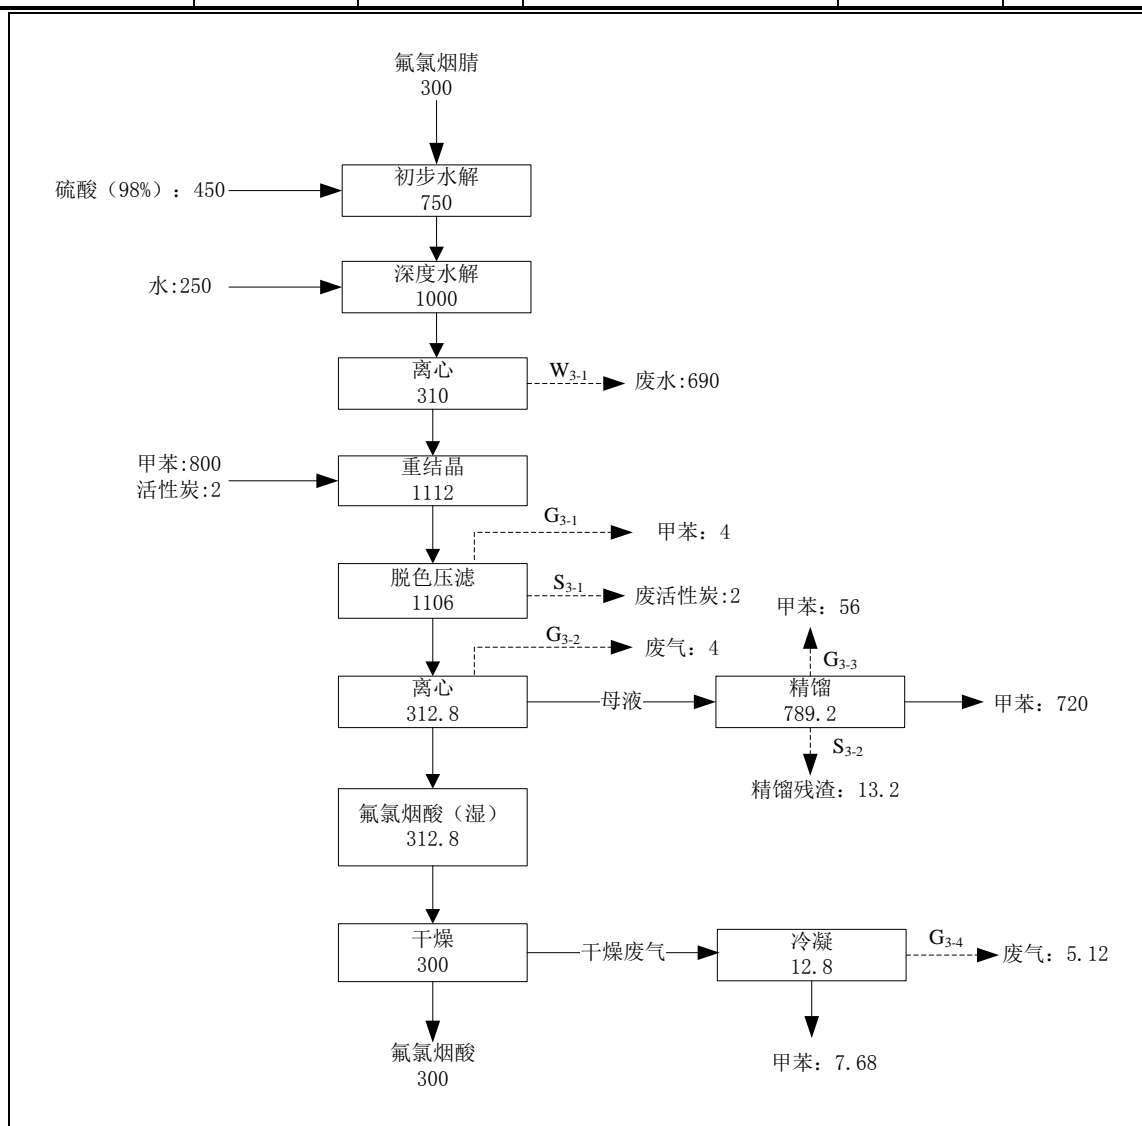 氟氯烟腈
300
硫酸（98%）：450
初步水解
750
水:250
深度水解
1000
离心
310
W3-1
废水:690
甲苯:800
活性炭:2
重结晶
1112
G3-1
甲苯：4
脱色压滤
1106
S3-1
废活性炭:2
甲苯：56
G3-2
废气：4
G3-3
离心
312.8
母液
精馏
789.2
甲苯：720
S3-2
精馏残渣：13.2
氟氯烟酸（湿）
312.8
干燥
300
干燥废气
冷凝
12.8
G3-4
废气：5.12
氟氯烟酸
300
甲苯：7.68